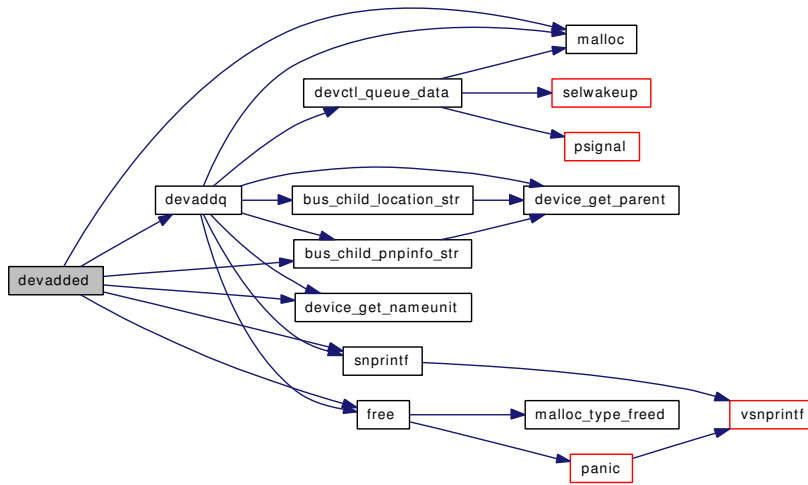 malloc
devctl_queue_data
selwakeup
psignal
devaddq
bus_child_location_str
device_get_parent
bus_child_pnpinfo_str
devadded
device_get_nameunit
snprintf
free
malloc_type_freed
vsnprintf
panic